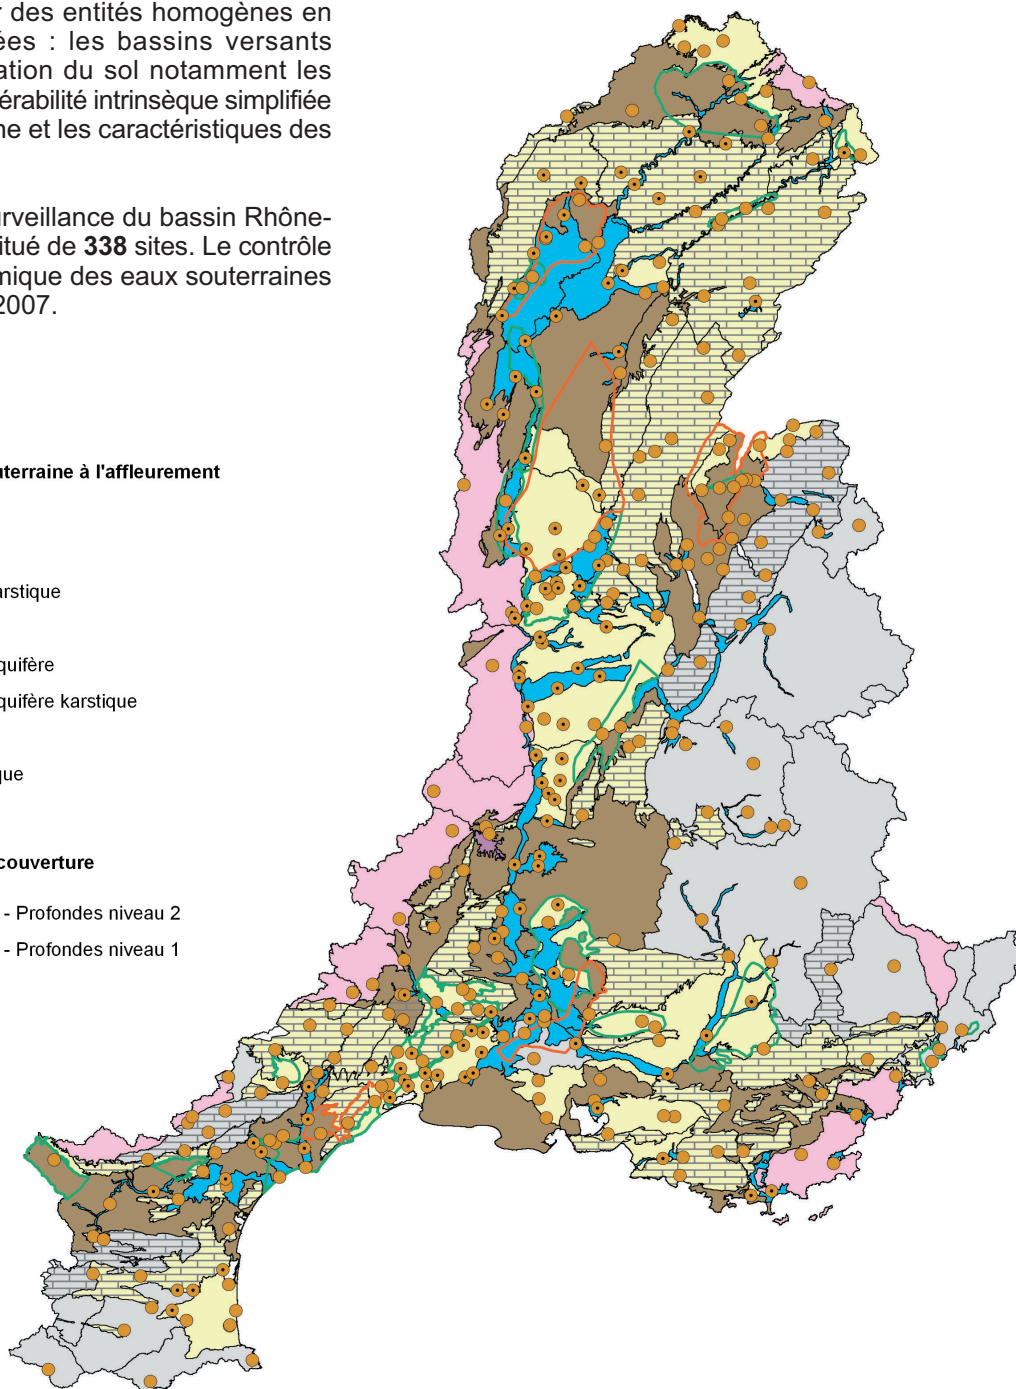 des entités homogènes en
ées : les bassins versants
ation du sol notamment les
érabilité intrinsèque simplifiée
ne et les caractéristiques des
urveillance du bassin Rhône-
titué de 338 sites. Le contrôle
mique des eaux souterraines
2007.
uterraine à l'affleurement
arstique
quifère
quifère karstique
que
couverture
- Profondes niveau 2
- Profondes niveau 1